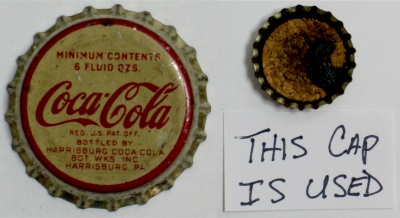 MINIMUM CONTENTS
6 FLUID OZS.
Coca-Cola
REG. U.S. PAT. OFF.
BOTTLED BY
HARRISBURG COCA-COLA
BOT. WKS. INC.
HARRISBURG, PA.
THIS CAP
IS USED